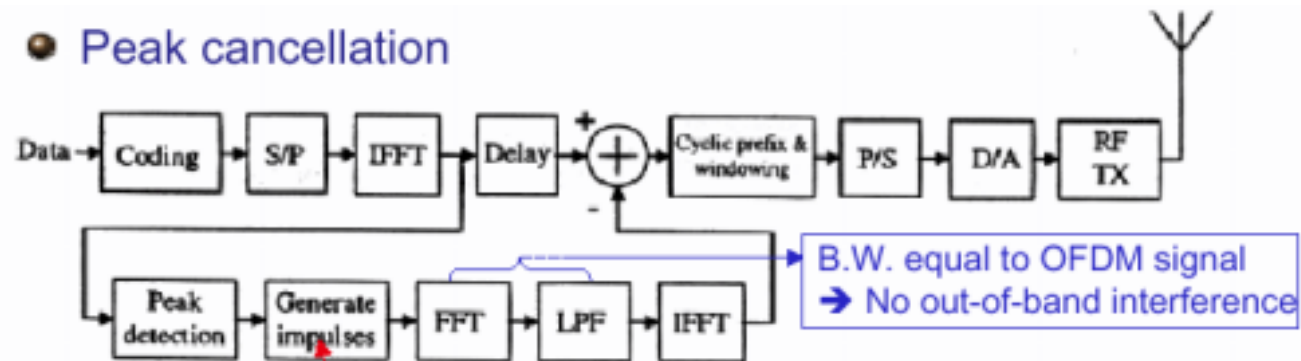 Peak cancellation
Data
Coding
S/P
IFFT
Delay
+
+
-
Cyclic prefix &
windowing
P/S
D/A
RF
TX
Peak
detection
Generate
impulses
FFT
LPF
IFFT
B.W. equal to OFDM signal
➔ No out-of-band interference